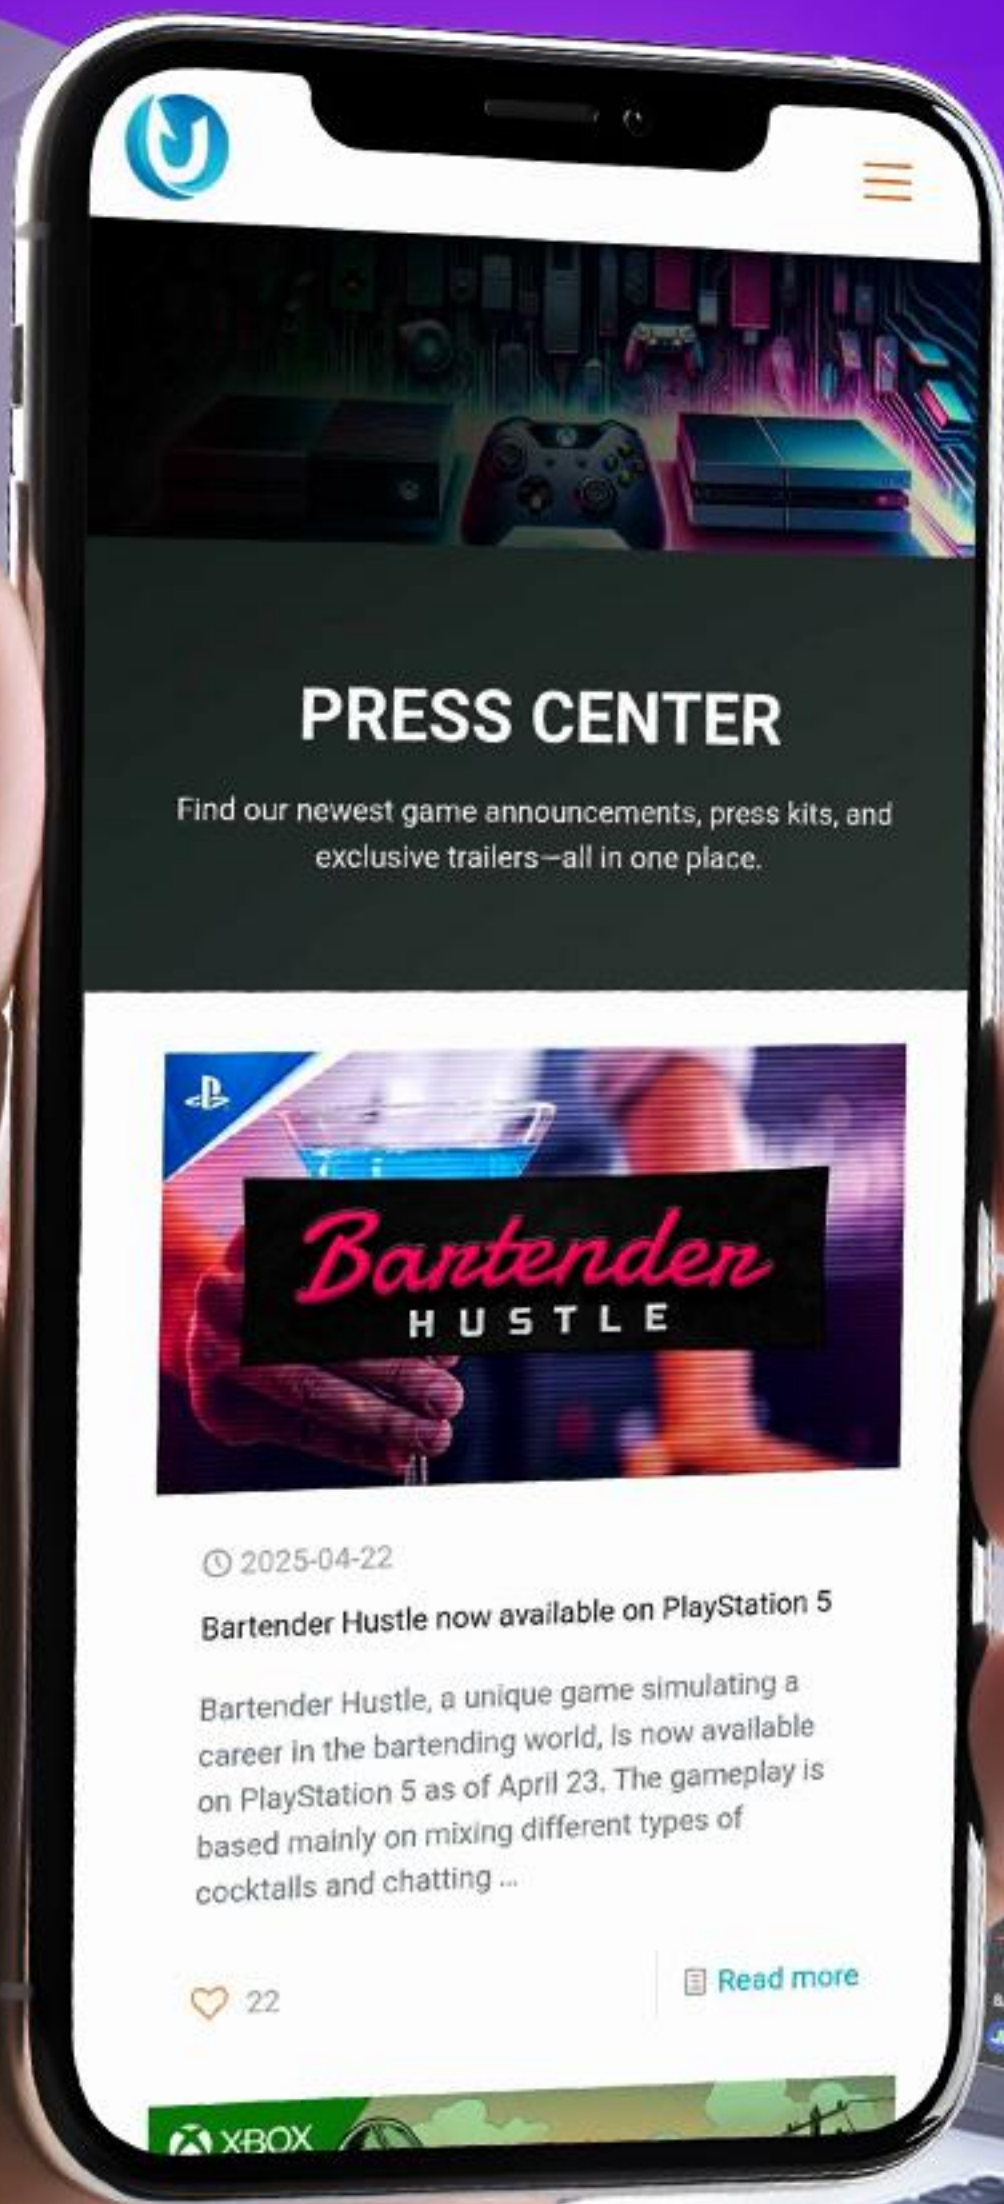 PRESS CENTER
Find our newest game announcements, press kits, and
exclusive trailers—all in one place.
Bartender
HUSTLE
2025-04-22
Bartender Hustle now available on PlayStation 5
Bartender Hustle, a unique game simulating a
career in the bartending world, is now available
on PlayStation 5 as of April 23. The gameplay is
based mainly on mixing different types of
cocktails and chatting ...
22
Read more
XBOX